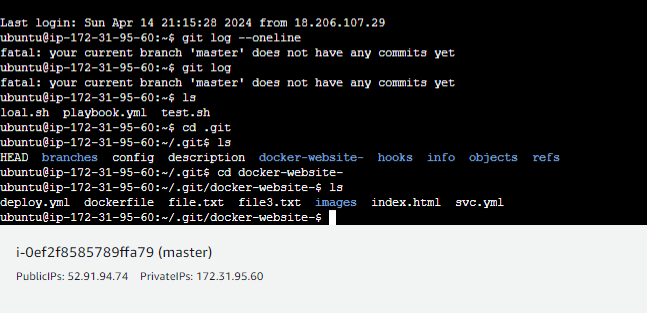 Last login: Sun Apr 14 21:15:28 2024 from 18.206.107.29
ubuntu@ip-172-31-95-60:~$ git log --oneline
fatal: your current branch 'master' does not have any commits yet
ubuntu@ip-172-31-95-60:~$ git log
fatal: your current branch 'master' does not have any commits yet
ubuntu@ip-172-31-95-60:~$ ls
loal.sh  playbook.yml  test.sh
ubuntu@ip-172-31-95-60:~$ cd .git
ubuntu@ip-172-31-95-60:~/.git$ ls
HEAD  branches  config  description  docker-website-  hooks  info  objects  refs
ubuntu@ip-172-31-95-60:~/.git$ cd docker-website-
ubuntu@ip-172-31-95-60:~/.git/docker-website-$ ls
deploy.yml  dockerfile  file.txt  file3.txt  images  index.html  svc.yml
ubuntu@ip-172-31-95-60:~/.git/docker-website-$
i-0ef2f8585789ffa79 (master)
PublicIPs: 52.91.94.74    PrivateIPs: 172.31.95.60